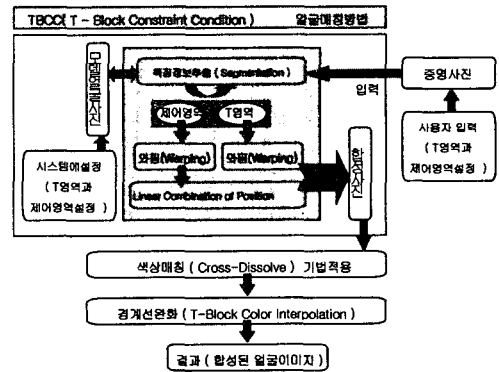 TBCC( T - Block Constraint Condition ) 얼굴매칭방법
모델얼굴사진
특징정보추출 ( Segmentation )
입력
증명사진
제어영역
T영역
와핑(Warping)
와핑(Warping)
Linear Combination of Position
합성사진
시스템에설정
( T영역과
제어영역설정 )
사용자 입력
(T영역과
제어영역설정 )
색상매칭 ( Cross-Dissolve ) 기법적용
경계선완화 ( T-Block Color Interpolation )
결과 ( 합성된 얼굴이미지 )